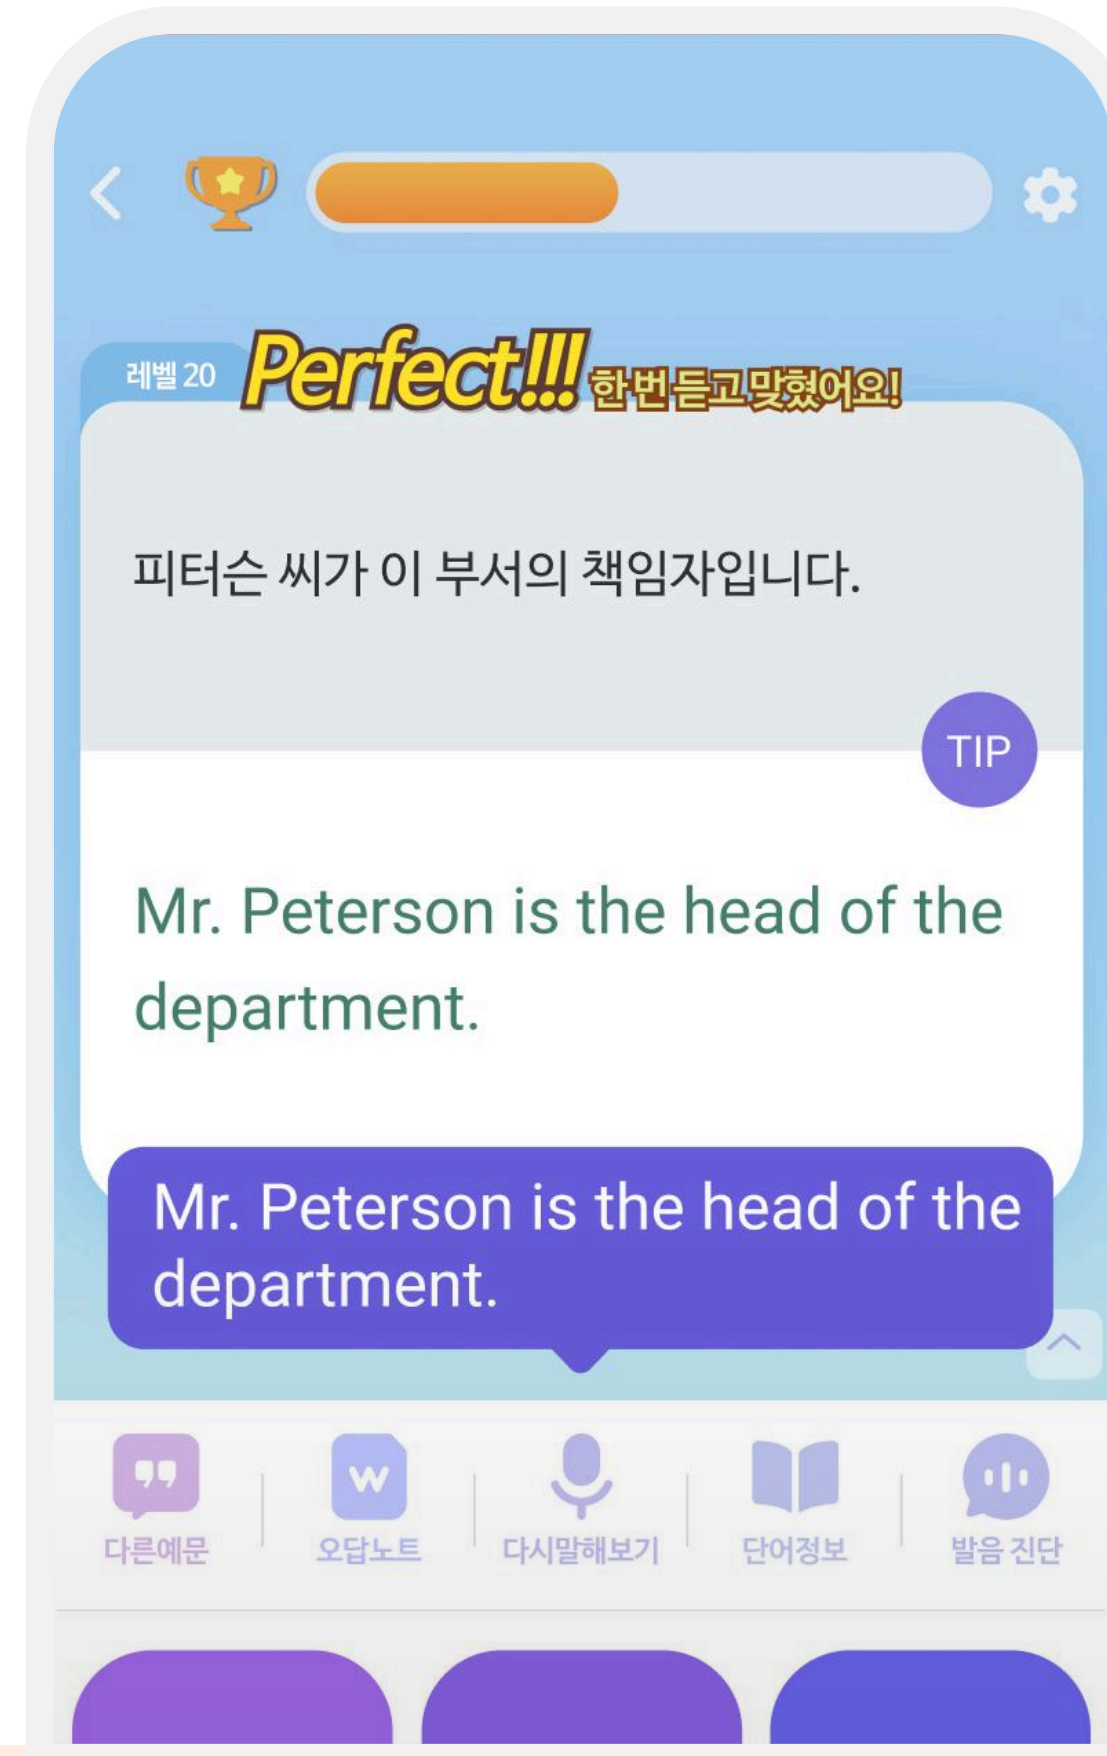 레벨 20
Perfect!!! 한 번 듣고 맞혔어요!
피터슨 씨가 이 부서의 책임자입니다.
TIP
Mr. Peterson is the head of the
department.
Mr. Peterson is the head of the
department.
W
다른예문
오답노트
다시말해보기
단어정보
발음 진단